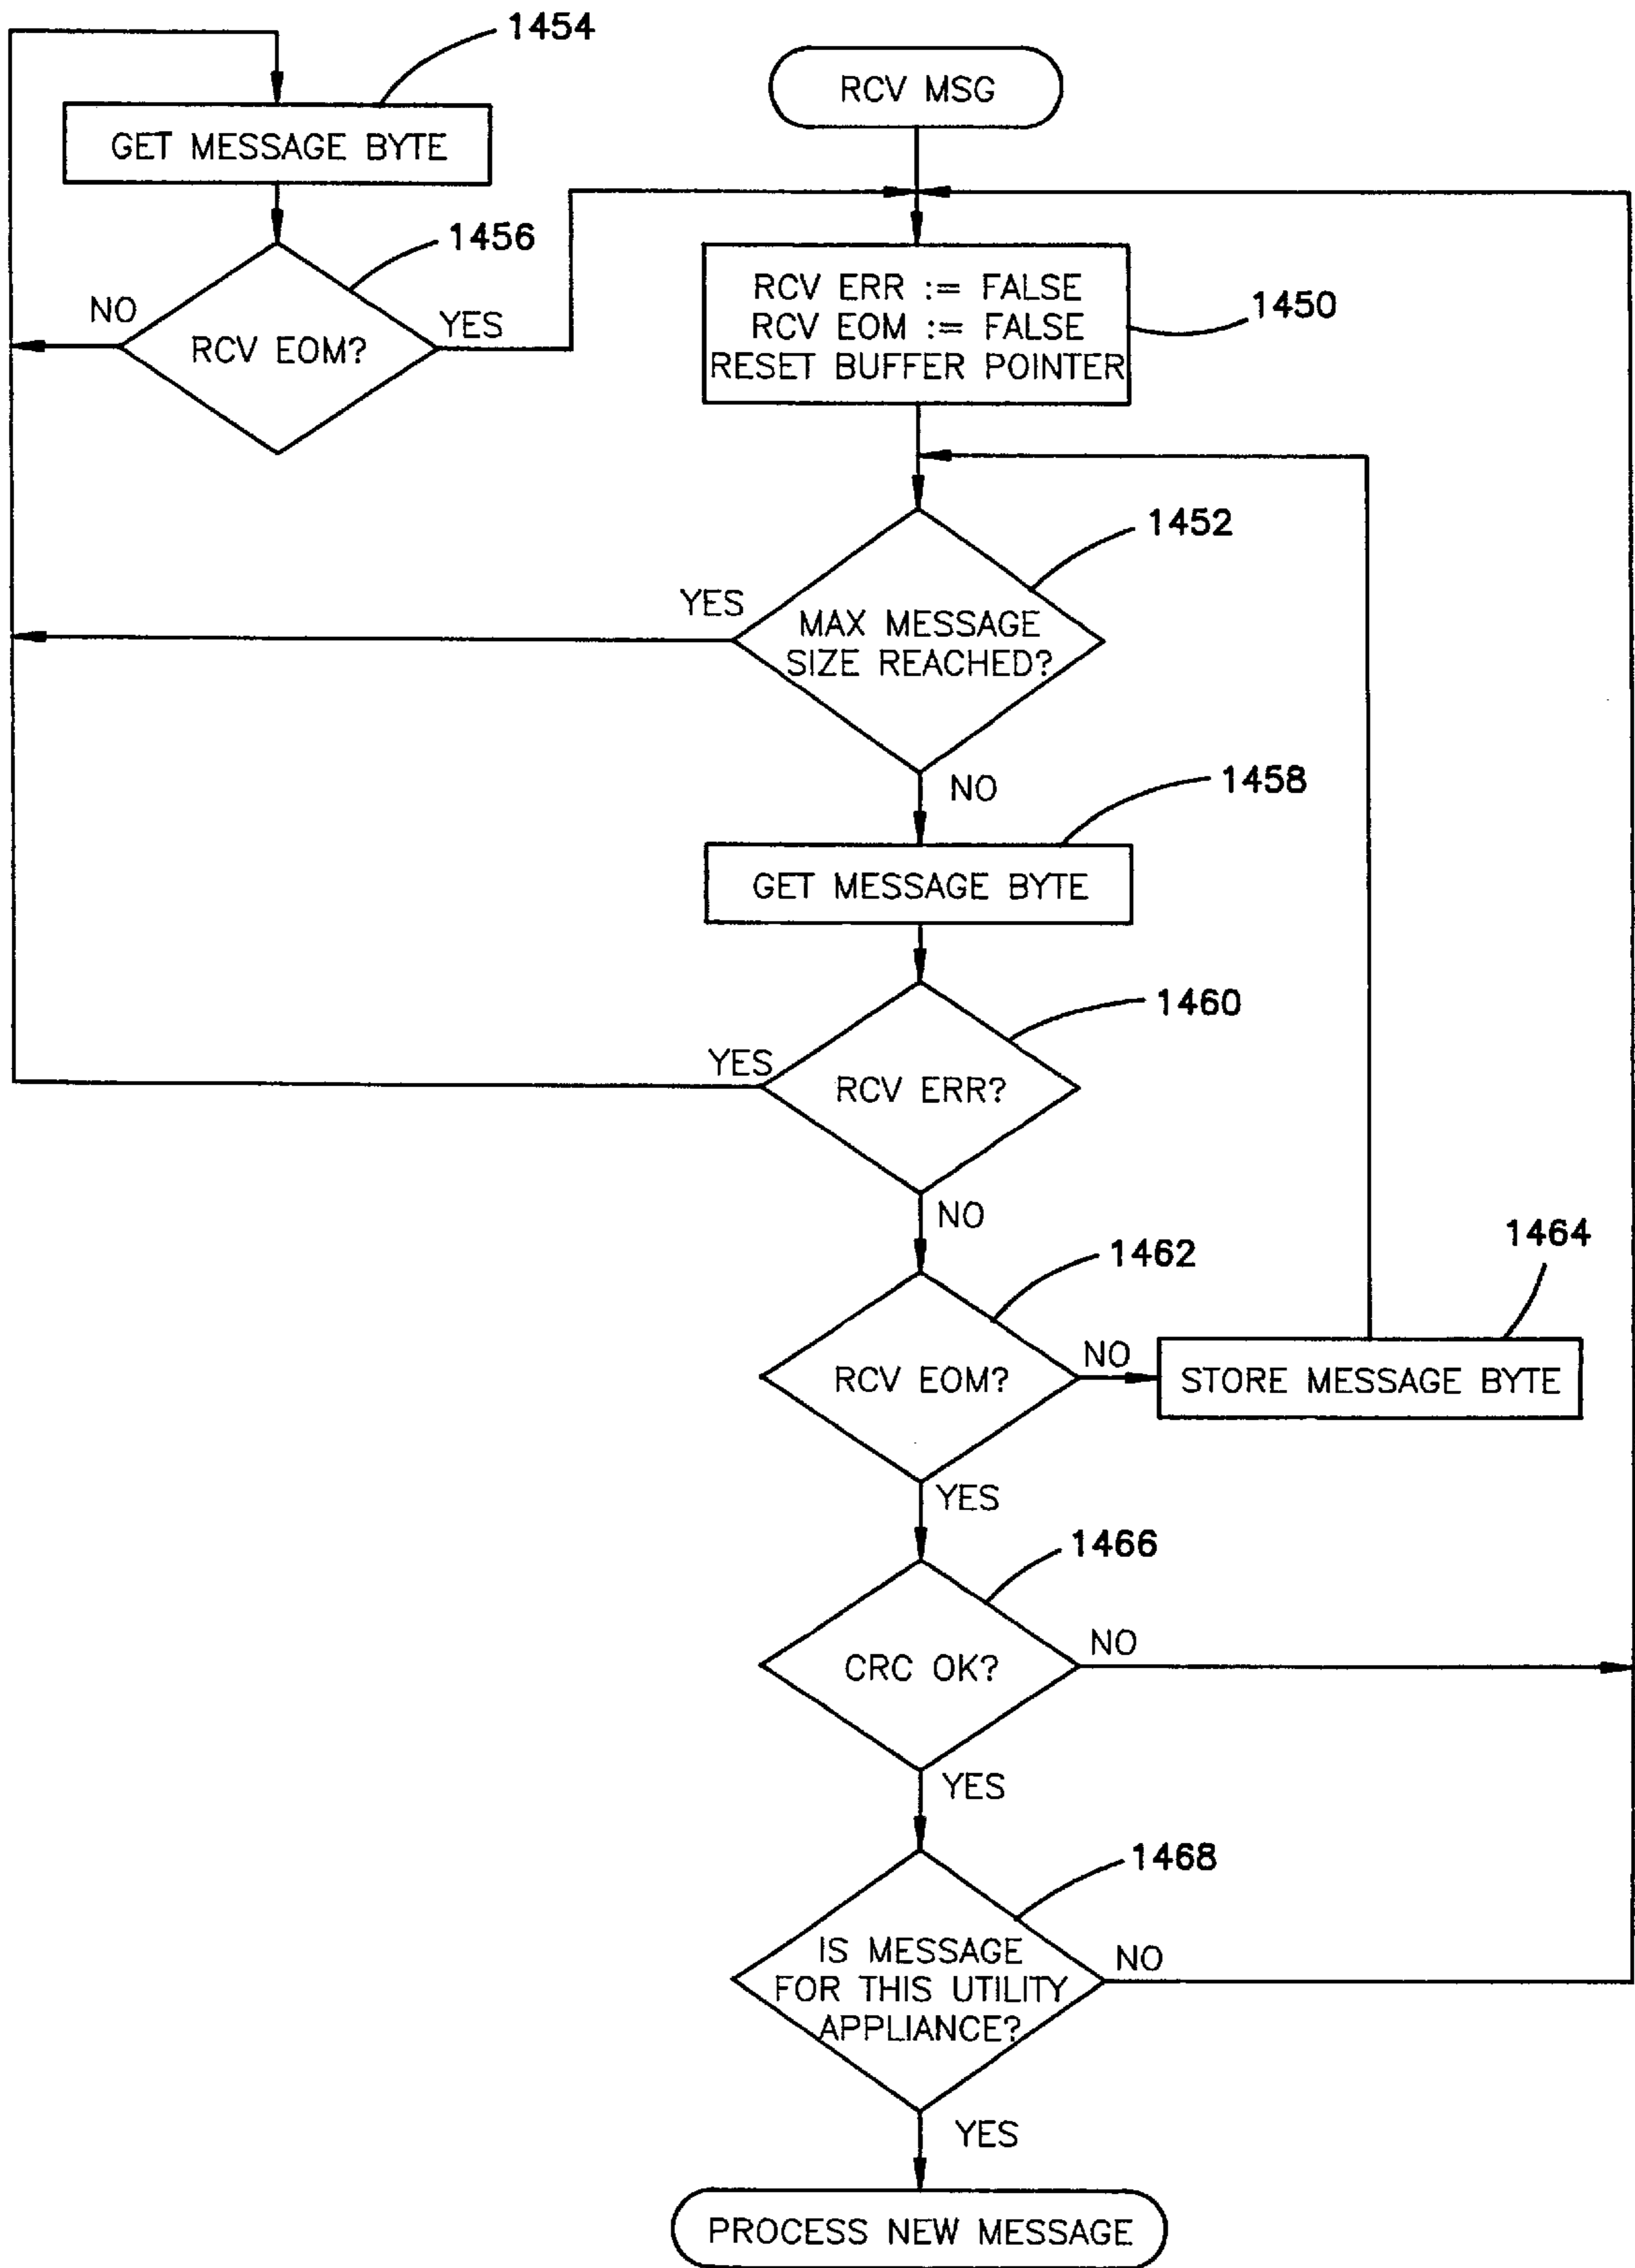 1454
RCV MSG
GET MESSAGE BYTE
1456
NO
YES
RCV EOM?
RCV ERR := FALSE
RCV EOM := FALSE
RESET BUFFER POINTER
1450
1452
YES
MAX MESSAGE
SIZE REACHED?
NO
1458
GET MESSAGE BYTE
1460
YES
RCV ERR?
NO
1462
1464
RCV EOM?
NO
STORE MESSAGE BYTE
YES
1466
CRC OK?
NO
YES
1468
IS MESSAGE
FOR THIS UTILITY
APPLIANCE?
NO
YES
PROCESS NEW MESSAGE